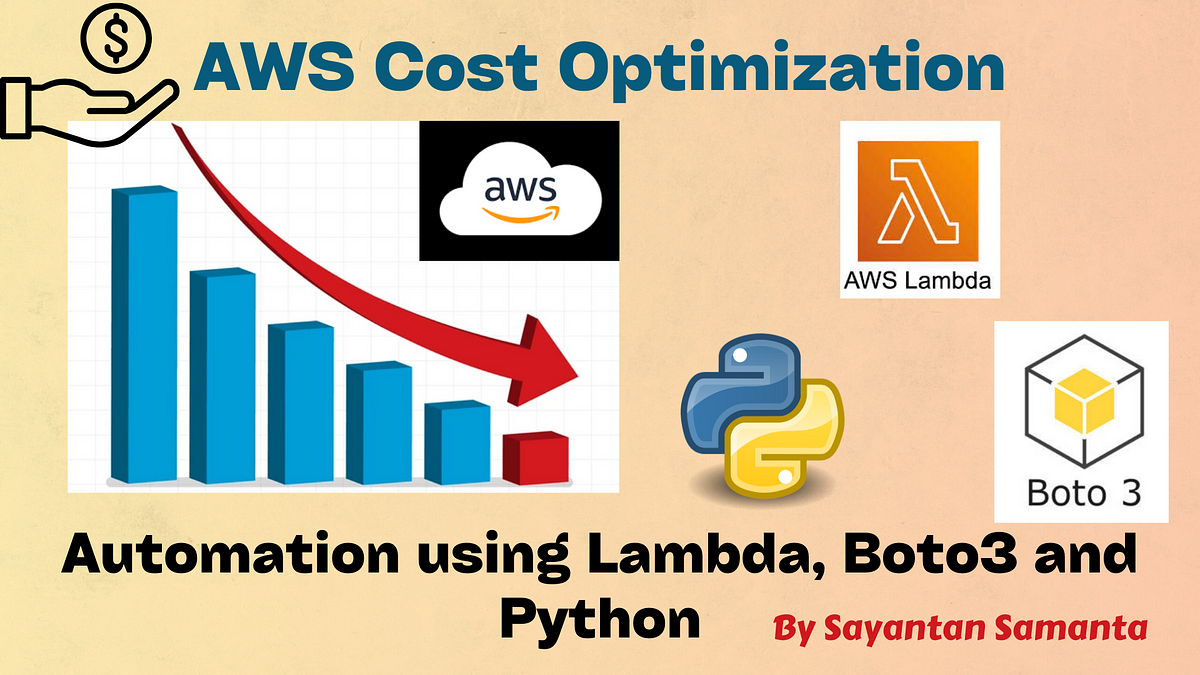 $
AWS Cost Optimization
aws
AWS Lambda
Boto 3
Automation using Lambda, Boto3 and
Python
By Sayantan Samanta